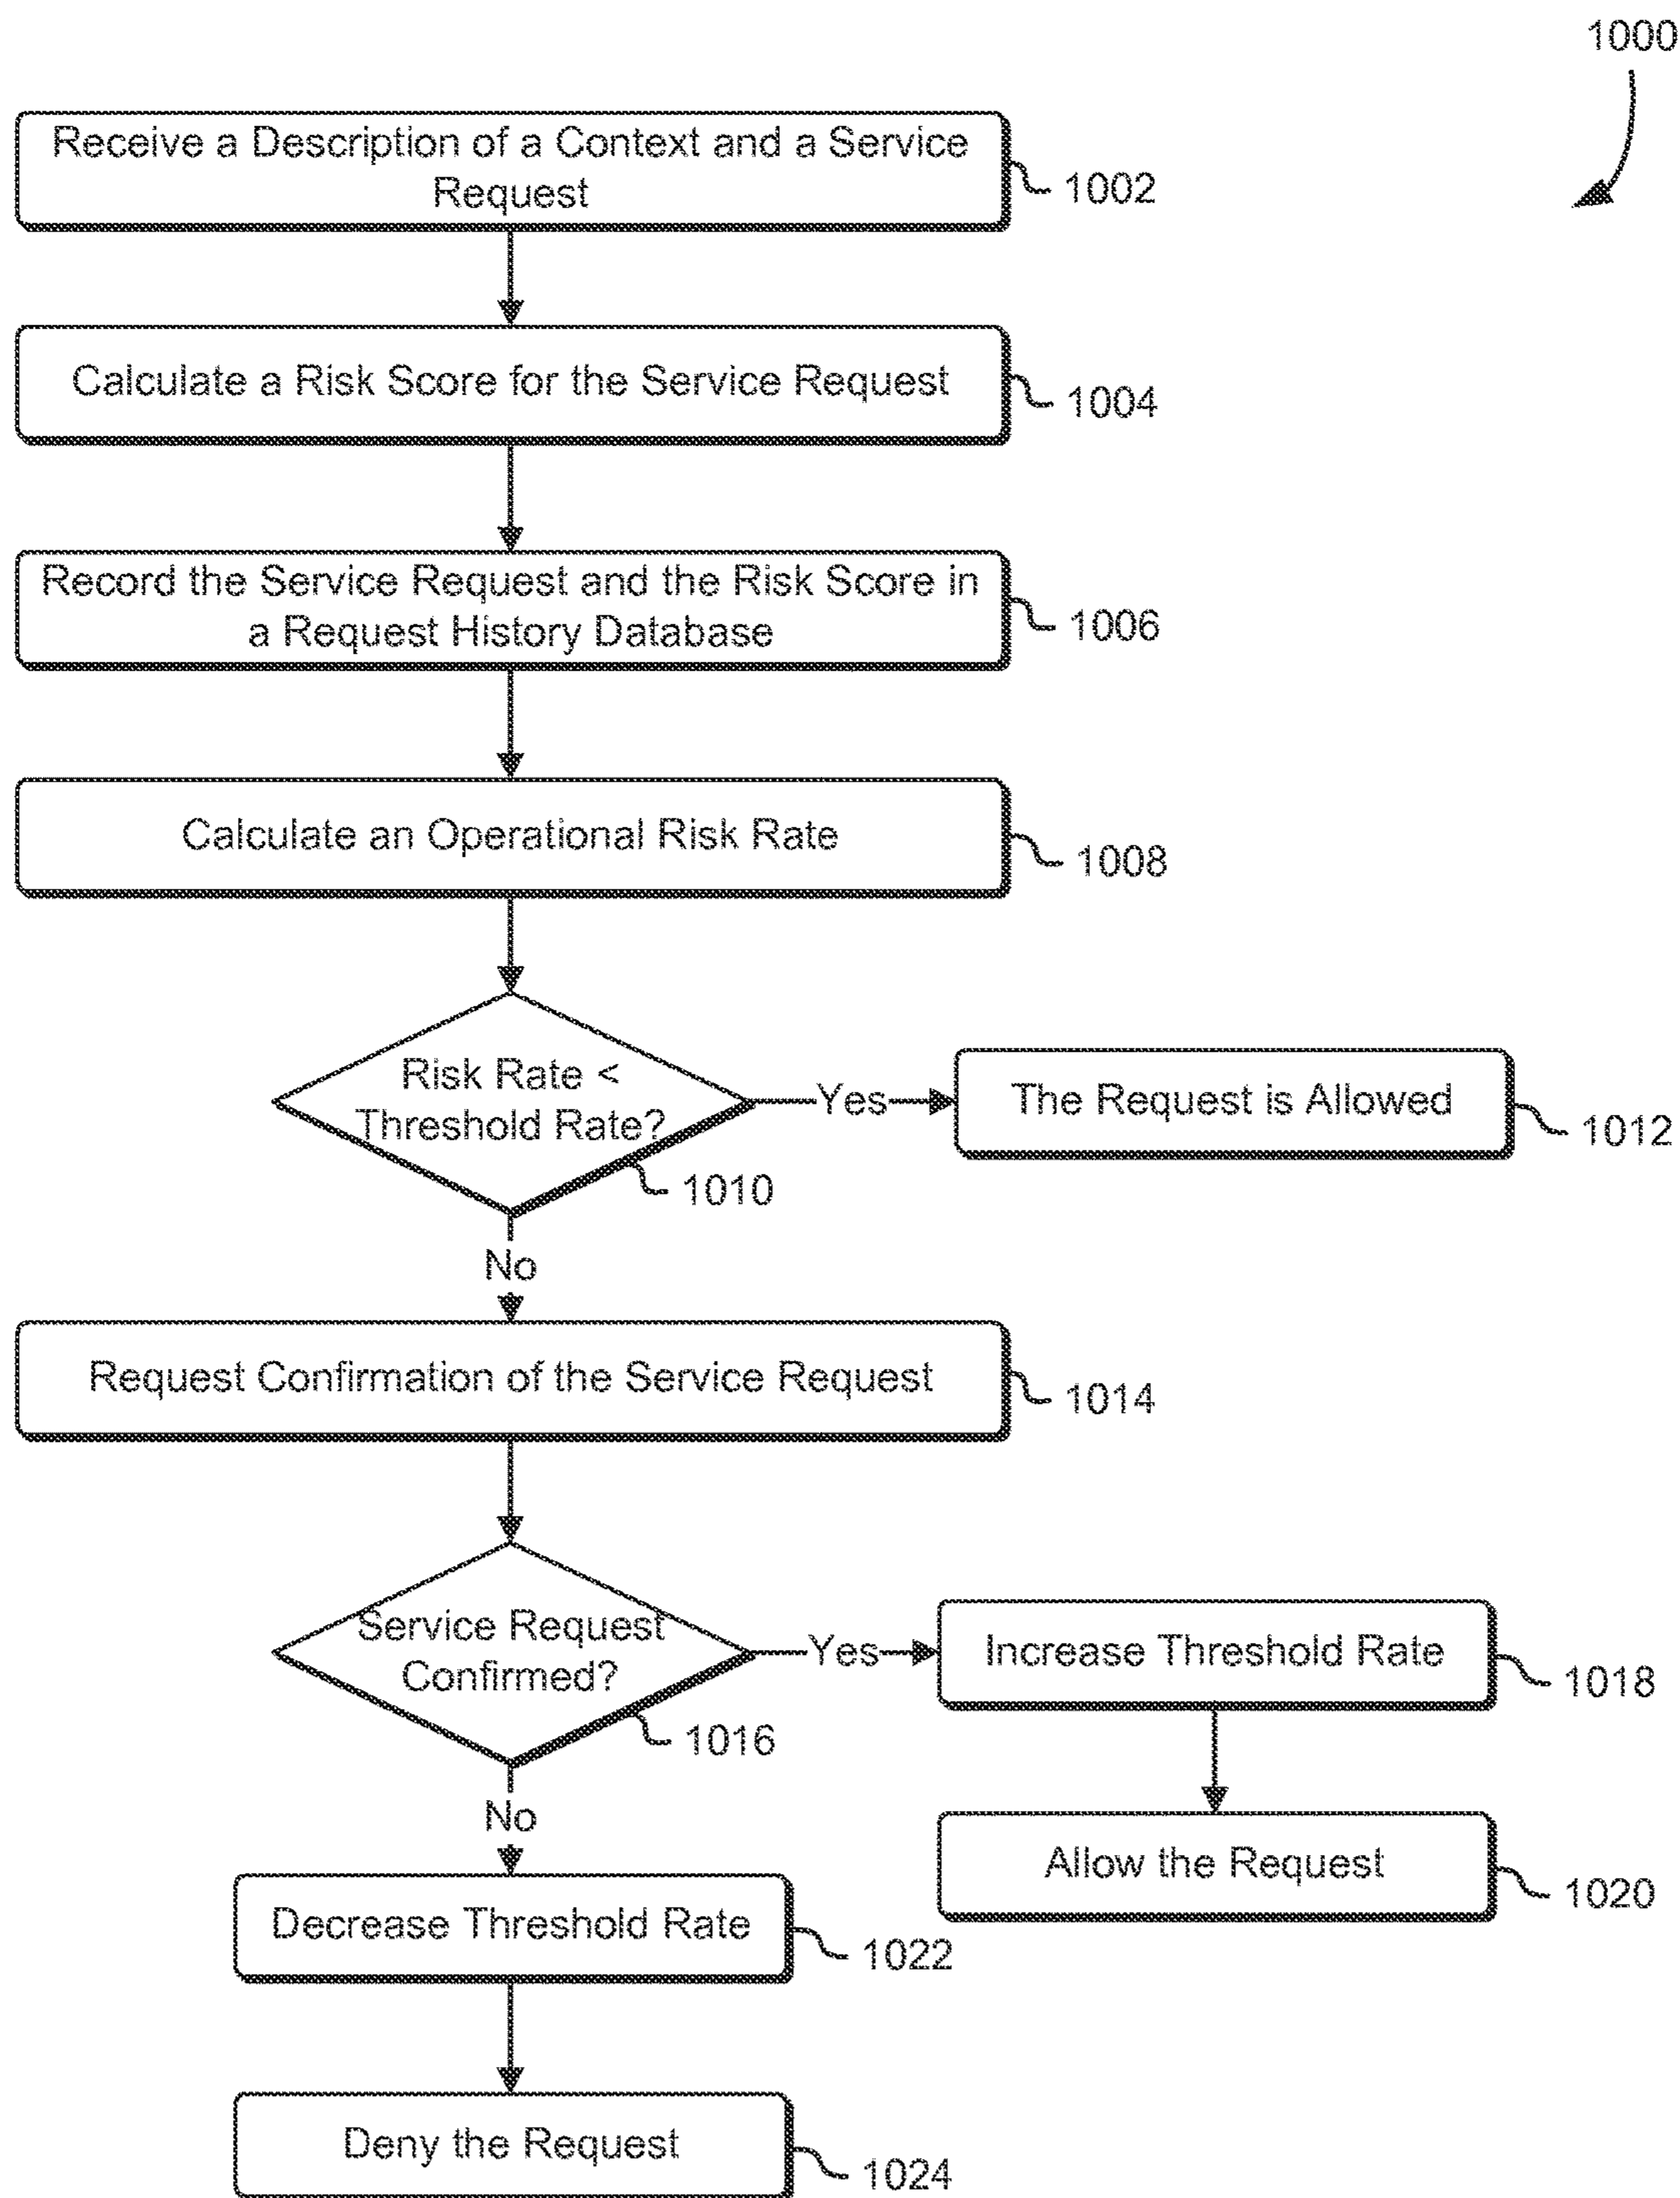 1000
Receive a Description of a Context and a Service
Request
1002
Calculate a Risk Score for the Service Request
1004
Record the Service Request and the Risk Score in
a Request History Database
1006
Calculate an Operational Risk Rate
1008
Risk Rate <
Threshold Rate?
1010
Yes
The Request is Allowed
1012
No
Request Confirmation of the Service Request
1014
Service Request
Confirmed?
1016
Yes
Increase Threshold Rate
1018
Allow the Request
1020
No
Decrease Threshold Rate
1022
Deny the Request
1024